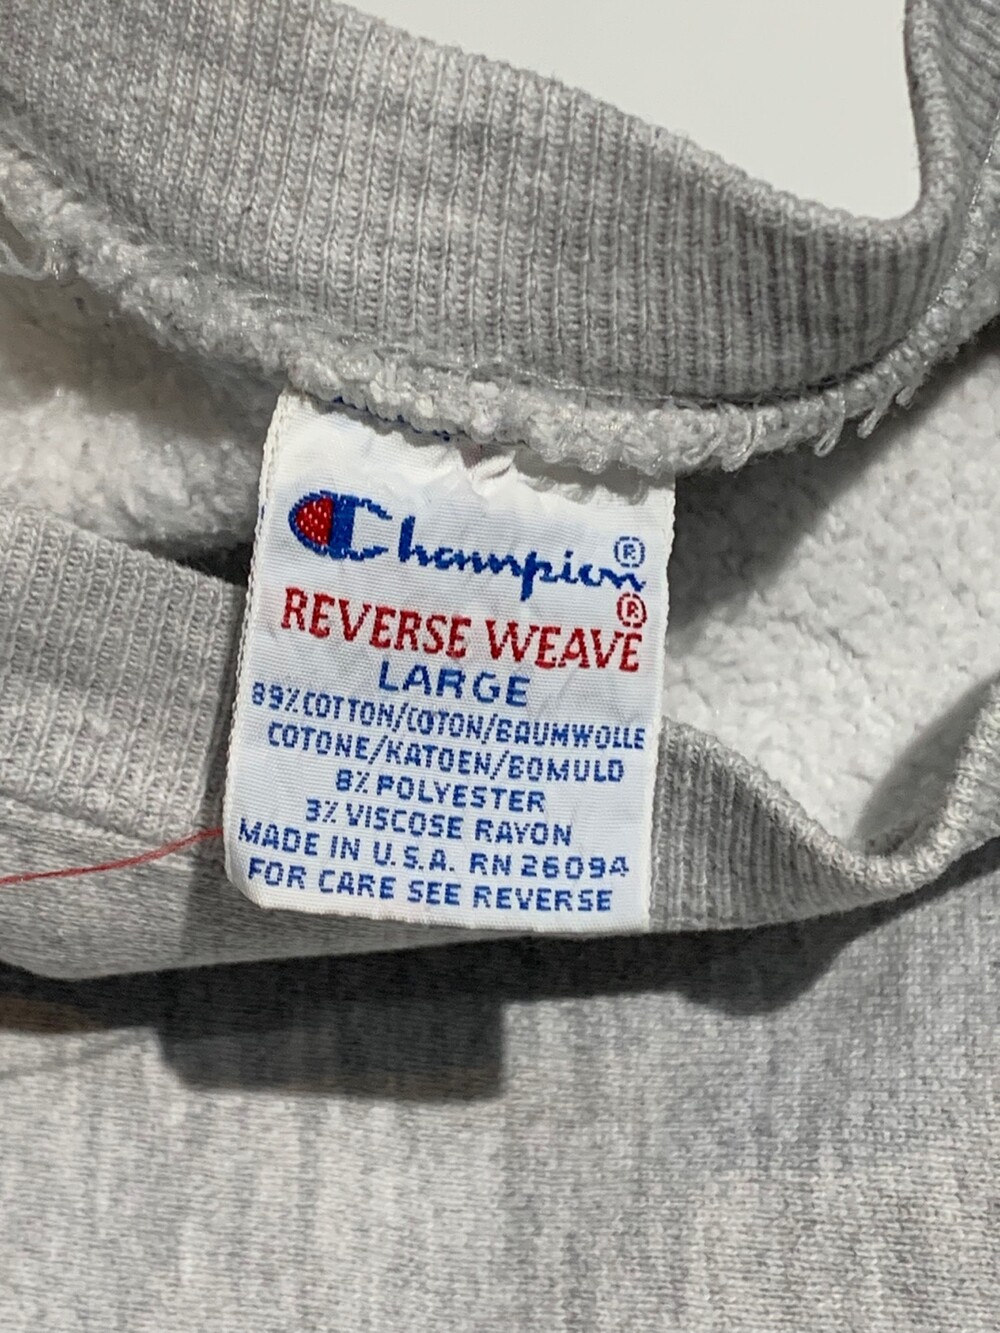 Champion®
REVERSE WEAVE®
LARGE
89% COTTON/COTON/BAUMWOLLE
COTONE/KATOEN/BOMULD
8% POLYESTER
3% VISCOSE RAYON
MADE IN U.S.A. RN 26094
FOR CARE SEE REVERSE